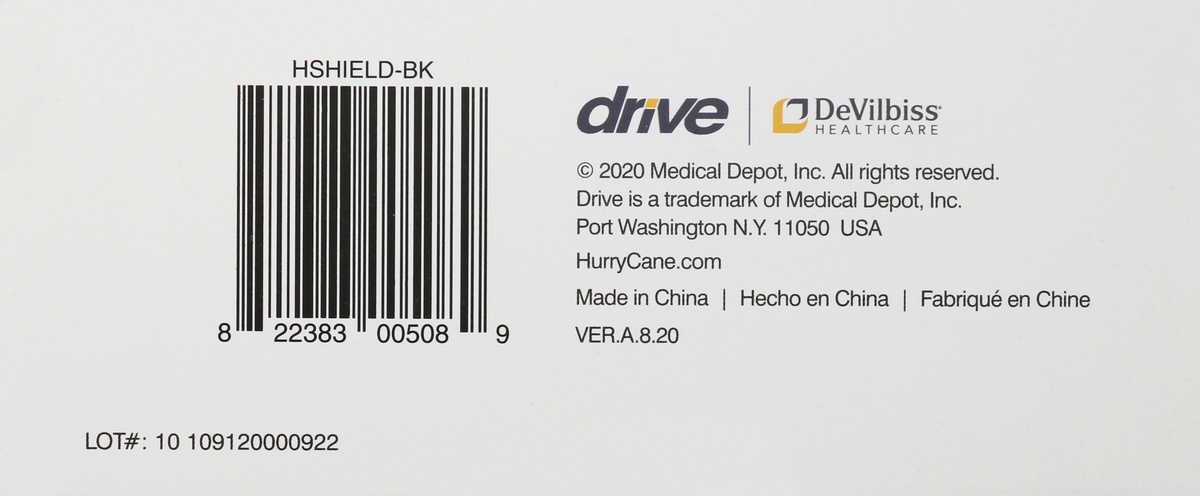 HSHIELD-BK
8 22383 00508 9
drive | DeVilbiss HEALTHCARE
© 2020 Medical Depot, Inc. All rights reserved.
Drive is a trademark of Medical Depot, Inc.
Port Washington N.Y. 11050 USA
HurryCane.com
Made in China | Hecho en China | Fabriqué en Chine
VER.A.8.20
LOT#: 10 109120000922